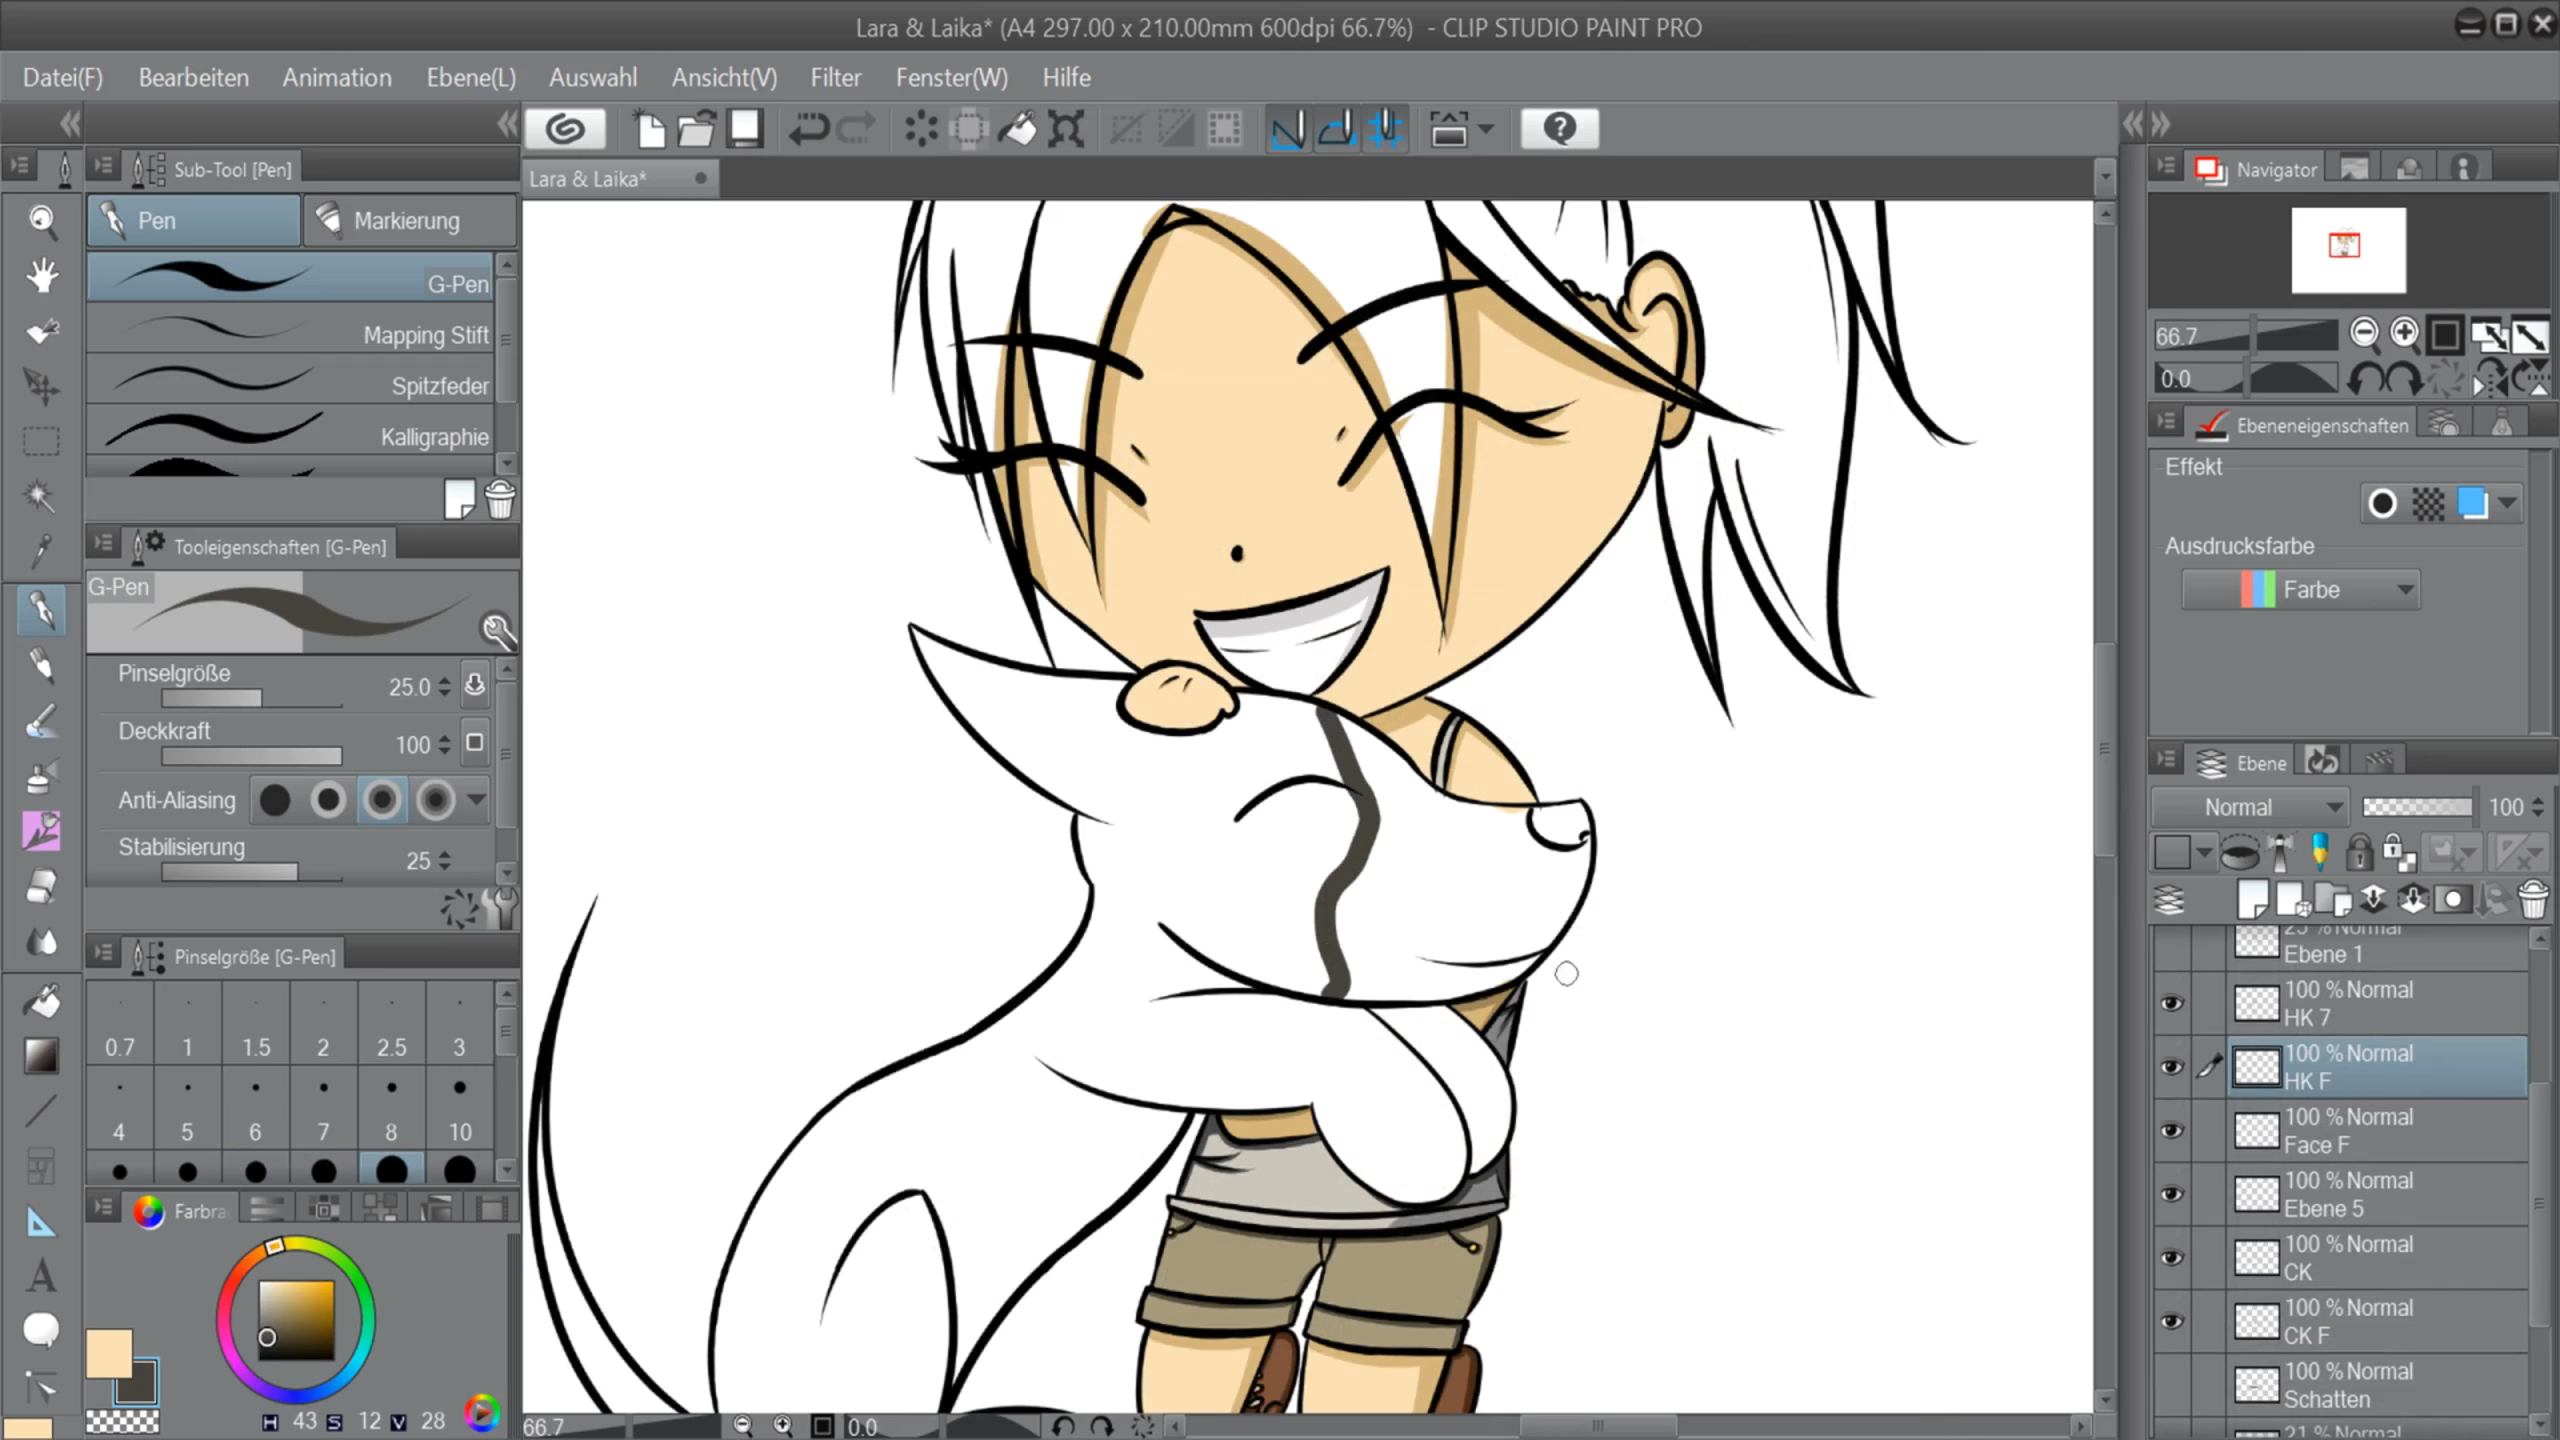 Lara & Laika* (A4 297.00 x 210.00mm 600dpi 66.7%) - CLIP STUDIO PAINT PRO
Datei(F) Bearbeiten Animation Ebene(L) Auswahl Ansicht(V) Filter Fenster(W) Hilfe
Sub-Tool [Pen]
Pen Markierung
G-Pen
Mapping Stift
Spitzfeder
Kalligraphie
Tooleigenschaften [G-Pen]
G-Pen
Pinselgröße 25.0
Deckkraft 100
Anti-Aliasing
Stabilisierung 25
Pinselgröße [G-Pen]
0.7 1 1.5 2 2.5 3
4 5 6 7 8 10
Farbra
H 43 S 12 V 28
Lara & Laika*
66.7 0.0
Navigator
66.7
0.0
Ebeneneigenschaften
Effekt
Ausdrucksfarbe
Farbe
Ebene
Normal 100
25 % Normal
Ebene 1
100 % Normal
HK 7
100 % Normal
HK F
100 % Normal
Face F
100 % Normal
Ebene 5
100 % Normal
CK
100 % Normal
CK F
100 % Normal
Schatten
21 % Normal